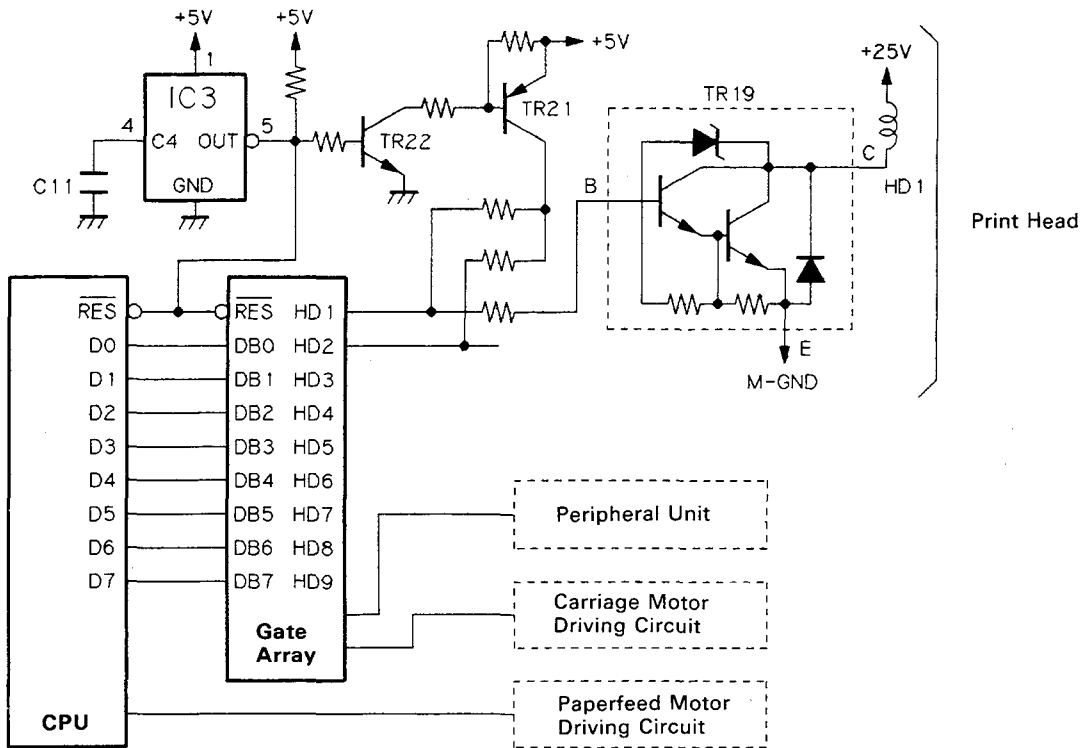 +5V
+5V
+5V
+25V
1
IC3
TR21
TR19
4
C4
OUT
5
TR22
C
C11
GND
B
HD1
Print Head
RES
RES
HD1
D0
DB0
HD2
E
D1
DB1
HD3
M-GND
D2
DB2
HD4
D3
DB3
HD5
D4
DB4
HD6
D5
DB5
HD7
Peripheral Unit
D6
DB6
HD8
D7
DB7
HD9
Carriage Motor
Driving Circuit
Gate
Array
Paperfeed Motor
Driving Circuit
CPU